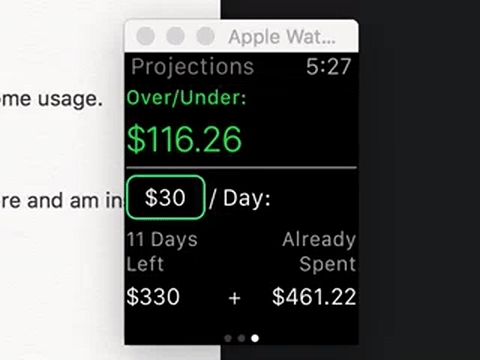 Apple Wat...
Projections 5:27
ome usage.
Over/Under:
$116.26
re and am in
$30 / Day:
11 Days Already
Left Spent
$330 + $461.22